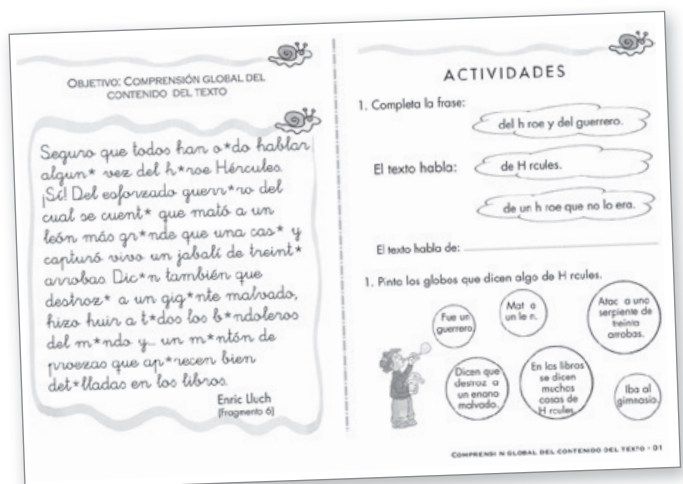 OBJETIVO: COMPRENSIÓN GLOBAL DEL
CONTENIDO DEL TEXTO
Seguro que todos han o*do hablar
algun* vez del h*roe Hércules.
¡Sí! Del esforzado guerr*ro del
cual se cuent* que mató a un
león más gr*nde que una cas* y
capturó vivo un jabalí de treint*
arrobas. Dic*n también que
destroz* a un gig*nte malvado,
hizo huir a t*dos los b*ndoleros
del m*ndo y... un m*ntón de
proezas que ap*recen bien
det*lladas en los libros.
Enric Lluch
(Fragmento 6)
ACTIVIDADES
1. Completa la frase:
del h roe y del guerrero.
El texto habla:
de H rcules.
de un h roe que no lo era.
El texto habla de:
1. Pinta los globos que dicen algo de H rcules.
Fue un
guerrero.
Mat a
un le n.
Atac a una
serpiente de
treinta
arrobas.
Dicen que
destroz a
un enano
malvado.
En los libros
se dicen
muchas
cosas de
H rcules.
Iba al
gimnasio.
COMPRENSI N GLOBAL DEL CONTENIDO DEL TEXTO - 01